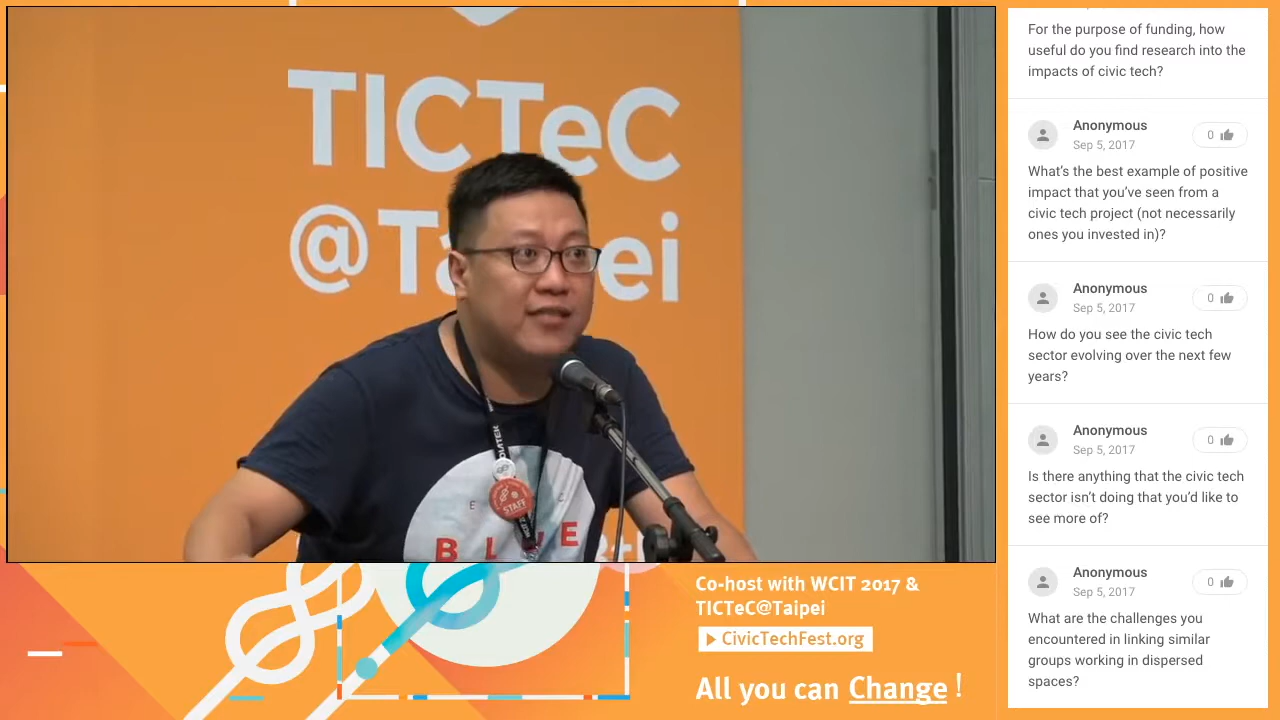 TICTeC
@Ta ei
STAFF
E C
BL E
Co-host with WCIT 2017 &
TICTeC@Taipei
CivicTechFest.org
All you can Change !
For the purpose of funding, how
useful do you find research into the
impacts of civic tech?
Anonymous
Sep 5, 2017
0
What's the best example of positive
impact that you've seen from a
civic tech project (not necessarily
ones you invested in)?
Anonymous
Sep 5, 2017
0
How do you see the civic tech
sector evolving over the next few
years?
Anonymous
Sep 5, 2017
0
Is there anything that the civic tech
sector isn't doing that you'd like to
see more of?
Anonymous
Sep 5, 2017
0
What are the challenges you
encountered in linking similar
groups working in dispersed
spaces?